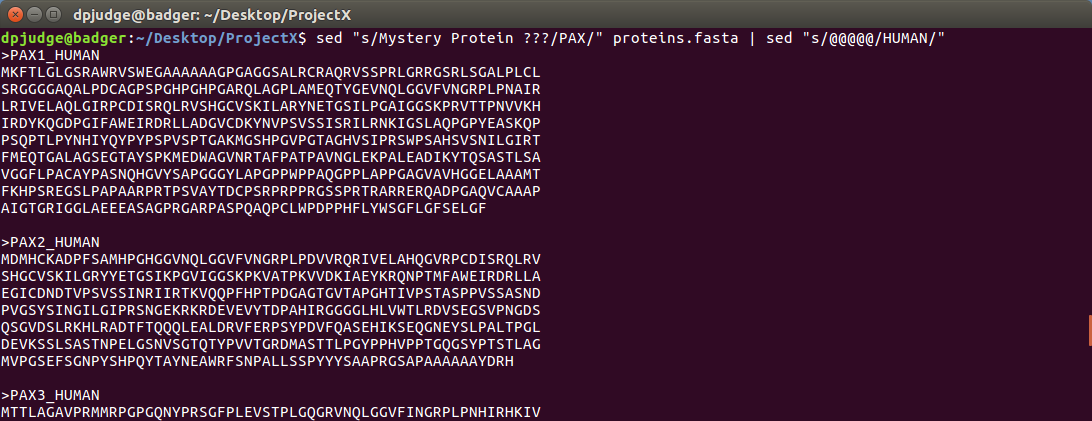 dpjudge@badger: ~/Desktop/ProjectX
dpjudge@badger:~/Desktop/ProjectX$ sed "s/Mystery Protein ???/PAX/" proteins.fasta | sed "s/@@@@@/HUMAN/"
>PAX1_HUMAN
MKFTLGLGSRAWRVSWEGAAAAAAGPGAGGSALRCRAQRVSSPRLGRRGSRLSGALPLCL
SRGGGGAQALPDCAGPSPGHPGHPGARQLAGPLAMEQTYGEVNQLGGVFVNGRPLPNAIR
LRIVELAQLGIRPCDISRQLRVSHGCVSKILARYNETGSILPGAIGGSKPRVTTPNVVKH
IRDYKQGDPGIFAWEIRDRLLADGVCDKYNVPSVSSISRILRNKIGSLAQPGPYEASKQP
PSQPTLPYNHIYQYPYPSPVSPTGAKMGSHPGVPGTAGHVSIPRSWPSAHSVSNILGIRT
FMEQTGALAGSEGTAYSPKMEDWAGVNRTAFPATPAVNGLEKPALEADIKYTQSASTLSA
VGGFLPACAYPASNQHGVYSAPGGGYLAPGPPWPPAQGPPLAPPGAGVAVHGGELAAAMT
FKHPSREGSLPAPAARPRTPSVAYTDCPSRPRPPRGSSPRTRARRERQADPGAQVCAAAP
AIGTGRIGGLAEEEASAGPRGARPASPQAQPCLWPDPPHFLYWSGFLGFSELGF
>PAX2_HUMAN
MDMHCKADPFSAMHPGHGGVNQLGGVFVNGRPLPDVVRQRIVELAHQGVRPCDISRQLRV
SHGCVSKILGRYYETGSIKPGVIGGSKPKVATPKVVDKIAEYKRQNPTMFAWEIRDRLLA
EGICDNDTVPSVSSINRIIRTKVQQPFHPTPDGAGTGVTAPGHTIVPSTASPPVSSASND
PVGSYSINGILGIPRSNGEKRKRDEVEVYTDPAHIRGGGGLHLVWTLRDVSEGSVPNGDS
QSGVDSLRKHLRADTFTQQQLEALDRVFERPSYPDVFQASEHIKSEQGNEYSLPALTPGL
DEVKSSLSASTNPELGSNVSGTQTYPVVTGRDMASTTLPGYPPHVPPTGQGSYPTSTLAG
MVPGSEFSGNPYSHPQYTAYNEAWRFSNPALLSSPYYYSAAPRGSAPAAAAAAYDRH
>PAX3_HUMAN
MTTLAGAVPRMMRPGPGQNYPRSGFPLEVSTPLGQGRVNQLGGVFINGRPLPNHIRHKIV